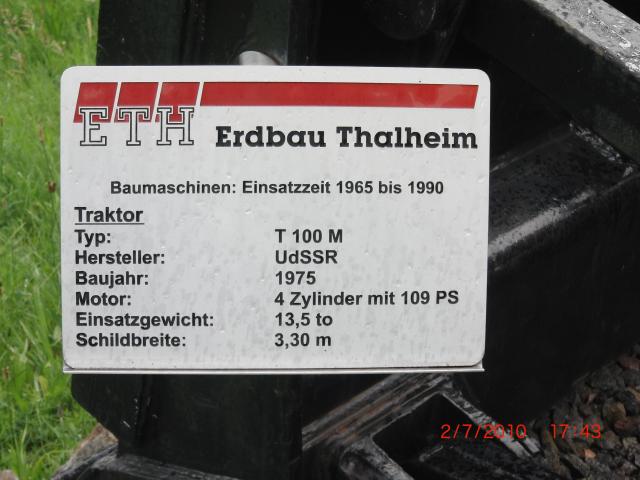 ETH Erdbau Thalheim
Baumaschinen: Einsatzzeit 1965 bis 1990
Traktor
Typ: T 100 M
Hersteller: UdSSR
Baujahr: 1975
Motor: 4 Zylinder mit 109 PS
Einsatzgewicht: 13,5 to
Schildbreite: 3,30 m
2/7/2010 17:43